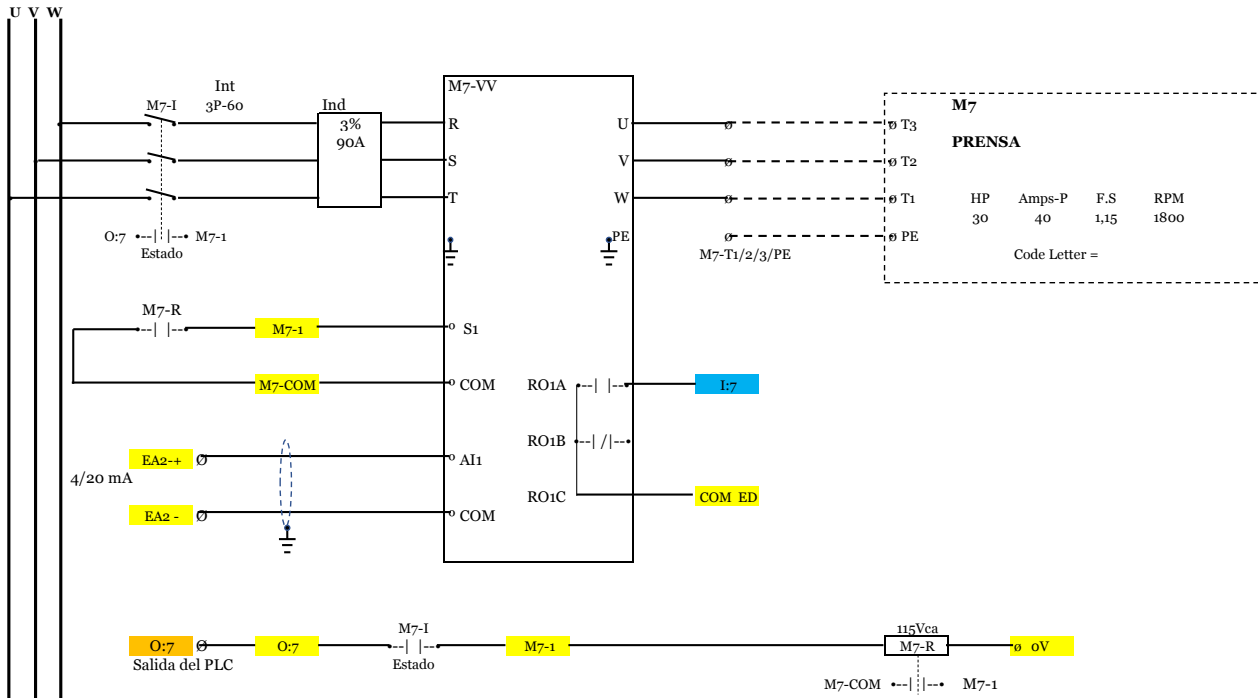 U V W
Int
M7-I 3P-60 Ind
3%
90A
M7-VV
R
S
T
U
V
W
PE
M7
PRENSA
ø T3
ø T2
ø T1
ø PE
HP Amps-P F.S RPM
30 40 1,15 1800
Code Letter =
ø
ø
ø
ø
M7-T1/2/3/PE
O:7 •--| |--• M7-1
Estado
M7-R
•--| |--•
M7-1
S1
M7-COM
COM
RO1A •--| |--•
I:7
RO1B •--| /|--•
RO1C
COM ED
EA2-+ Ø
AI1
4/20 mA
EA2 - Ø
COM
O:7 Ø
Salida del PLC
O:7
M7-I
•--| |--•
Estado
M7-1
115Vca
M7-R
ø 0V
M7-COM •--| |--• M7-1